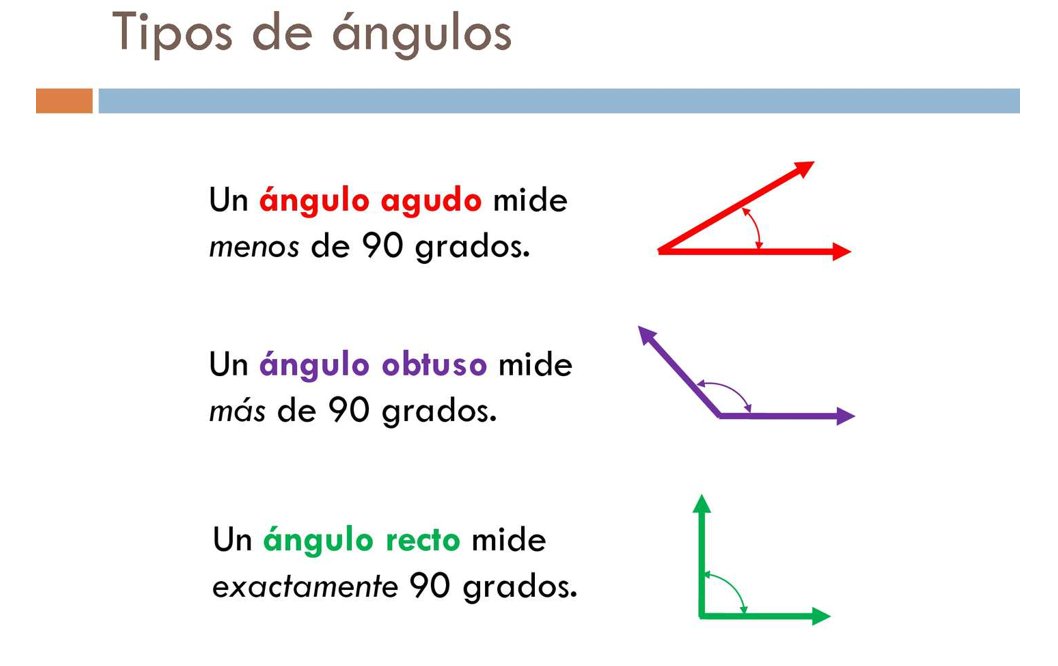 Tipos de ángulos
Un ángulo agudo mide
menos de 90 grados.
Un ángulo obtuso mide
más de 90 grados.
Un ángulo recto mide
exactamente 90 grados.